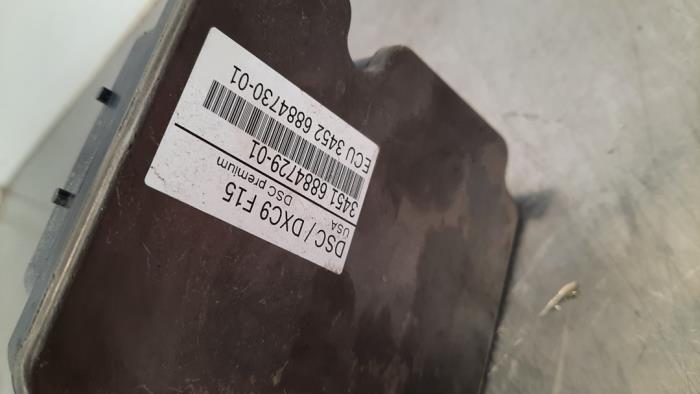 DSC / DXC9 F15
USA
DSC premium
3451 6884729-01
ECU 3452 6884730-01